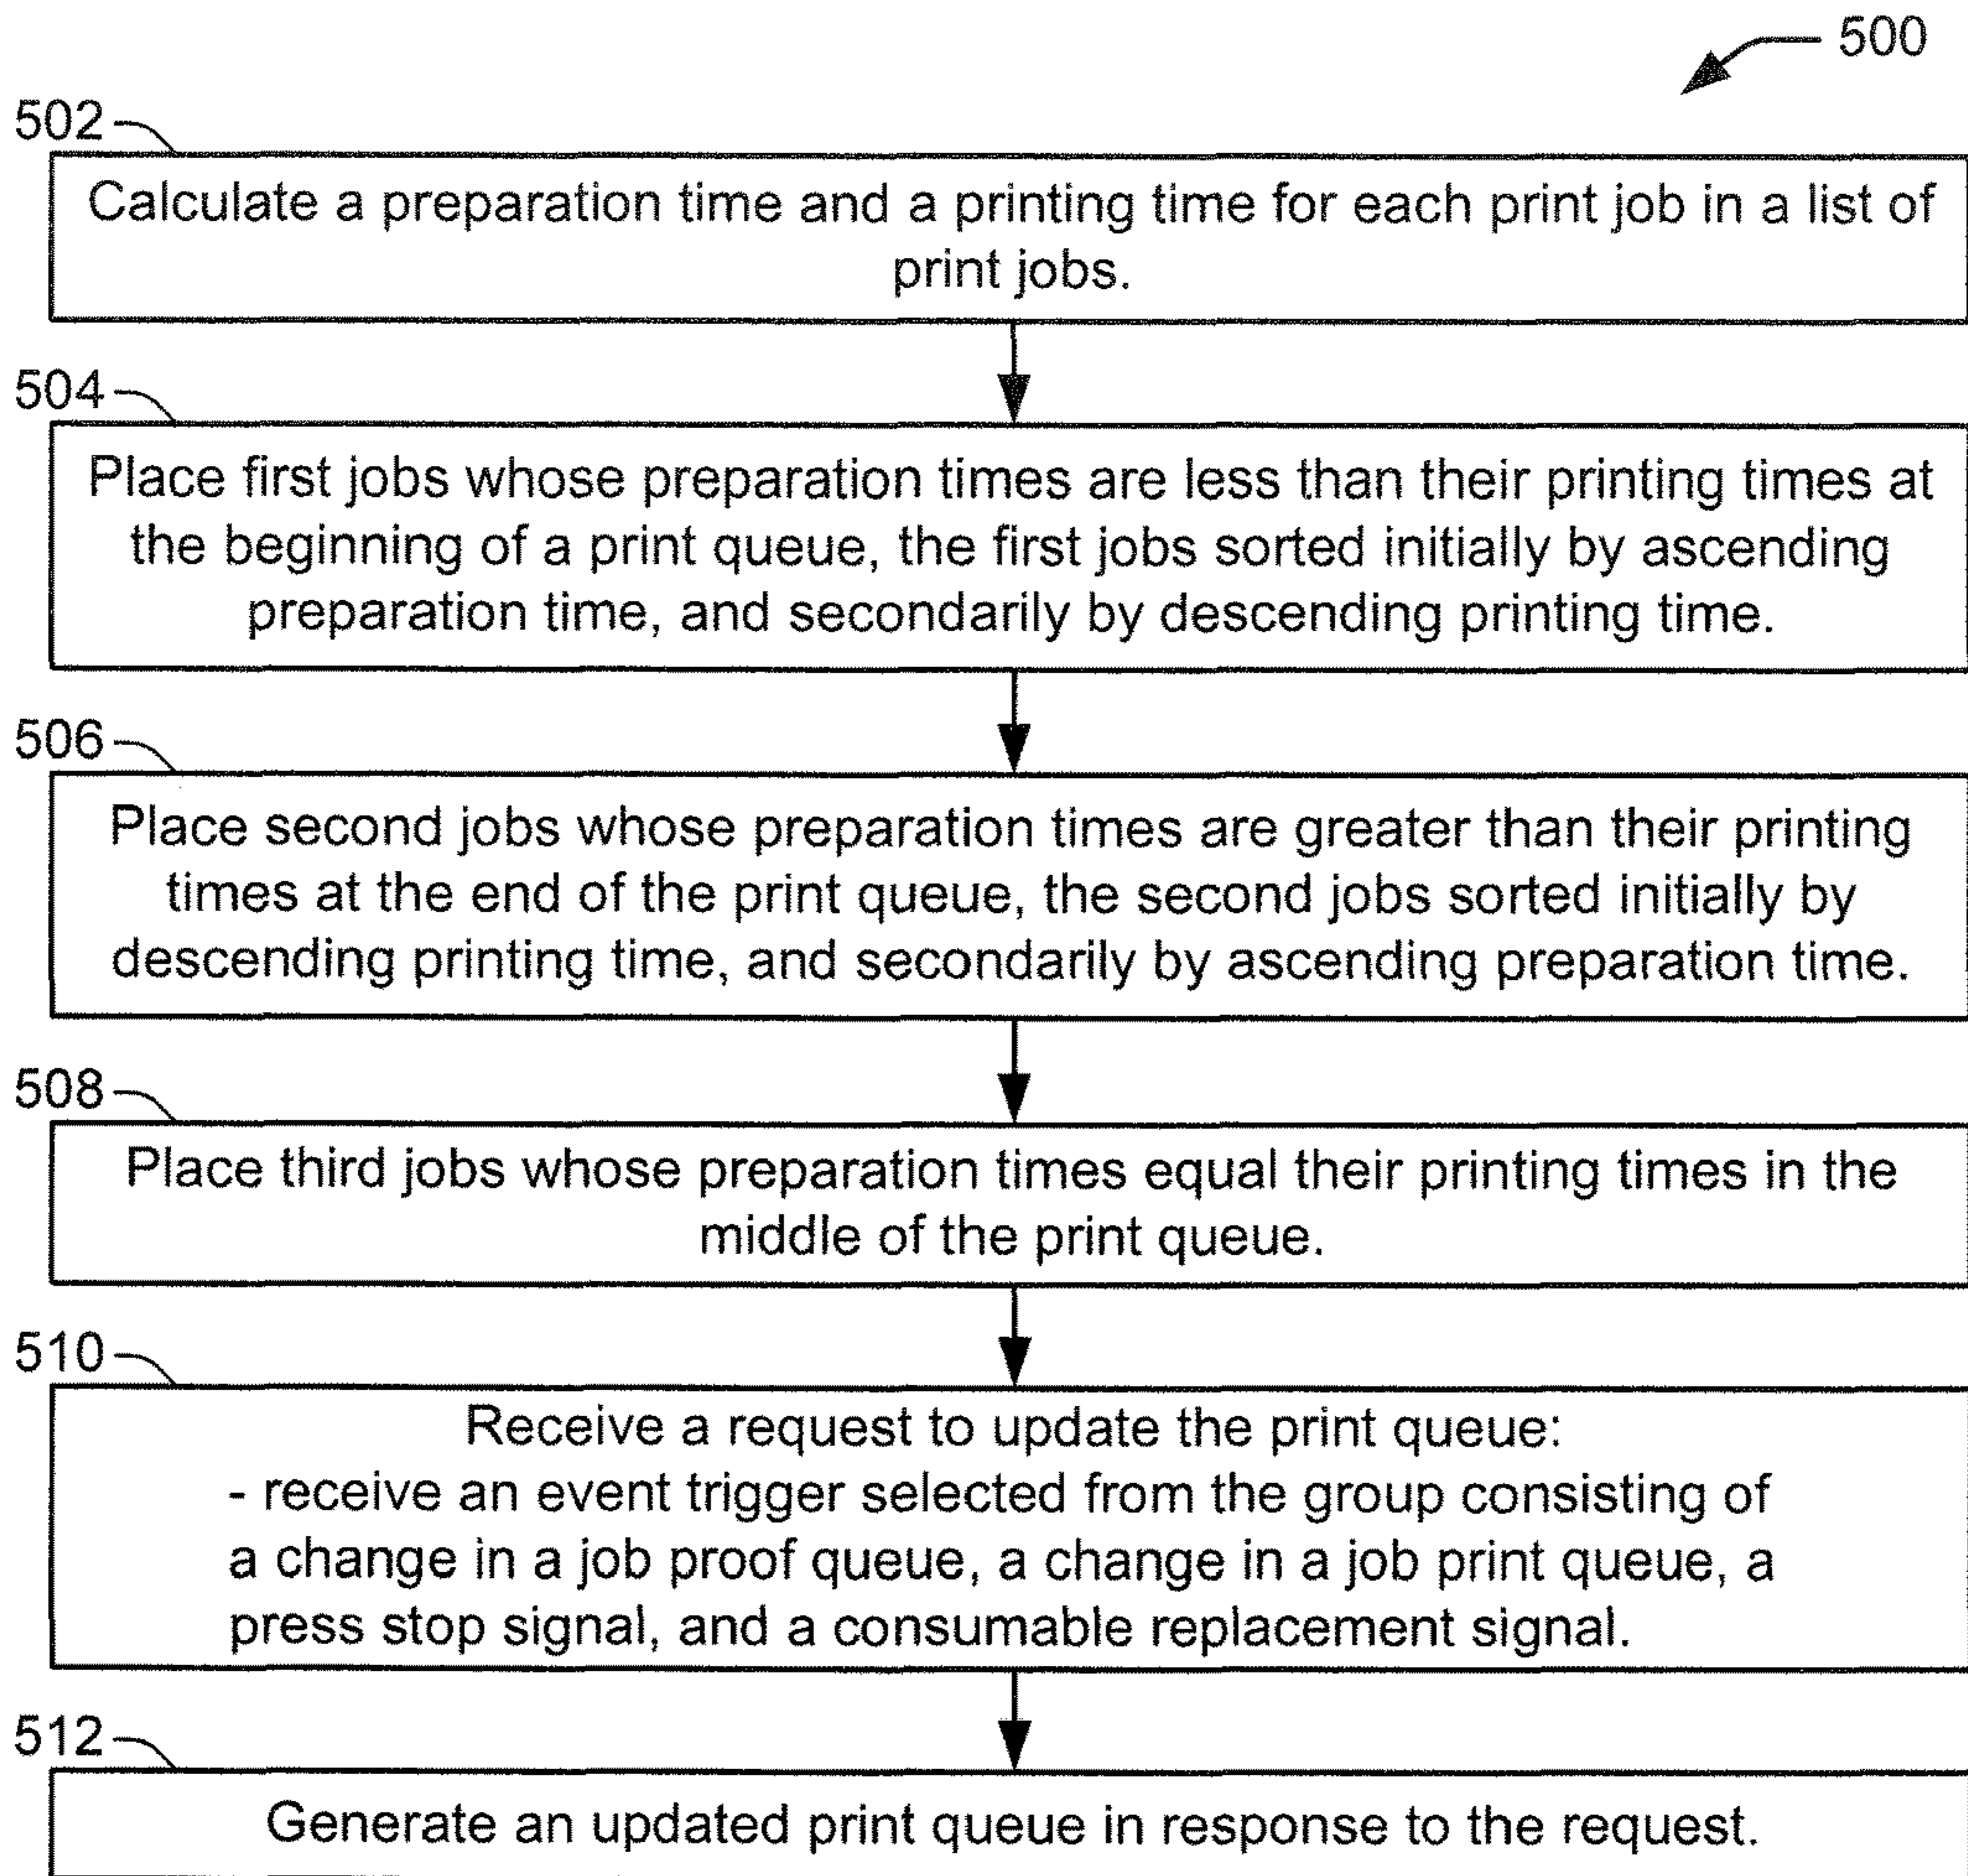 500
502
Calculate a preparation time and a printing time for each print job in a list of
print jobs.
504
Place first jobs whose preparation times are less than their printing times at
the beginning of a print queue, the first jobs sorted initially by ascending
preparation time, and secondarily by descending printing time.
506
Place second jobs whose preparation times are greater than their printing
times at the end of the print queue, the second jobs sorted initially by
descending printing time, and secondarily by ascending preparation time.
508
Place third jobs whose preparation times equal their printing times in the
middle of the print queue.
510
Receive a request to update the print queue:
- receive an event trigger selected from the group consisting of
a change in a job proof queue, a change in a job print queue, a
press stop signal, and a consumable replacement signal.
512
Generate an updated print queue in response to the request.